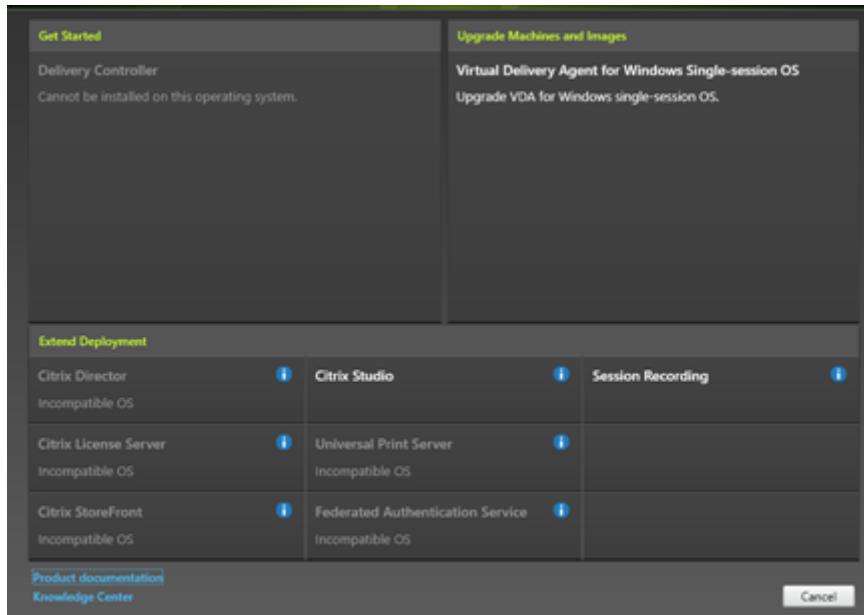 Get Started
Delivery Controller
Cannot be installed on this operating system.
Upgrade Machines and Images
Virtual Delivery Agent for Windows Single-session OS
Upgrade VDA for Windows single-session OS.
Extend Deployment
Citrix Director
Incompatible OS
Citrix Studio
Session Recording
Citrix License Server
Incompatible OS
Universal Print Server
Incompatible OS
Citrix StoreFront
Incompatible OS
Federated Authentication Service
Incompatible OS
Product documentation
Knowledge Center
Cancel